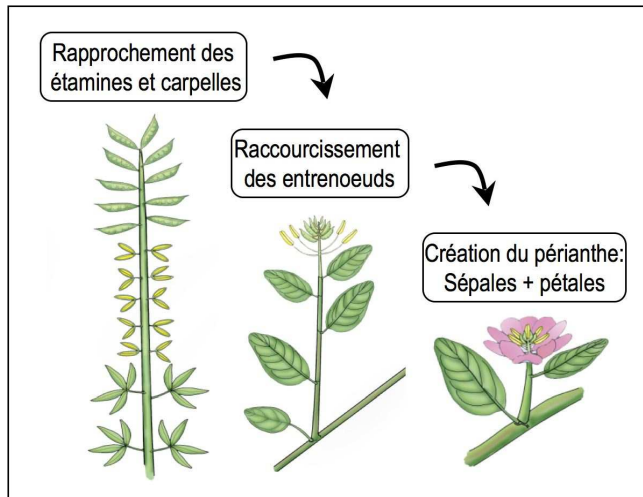 Rapprochement des
étamines et carpelles
Raccourcissement
des entrenoeuds
Création du périanthe:
Sépales + pétales